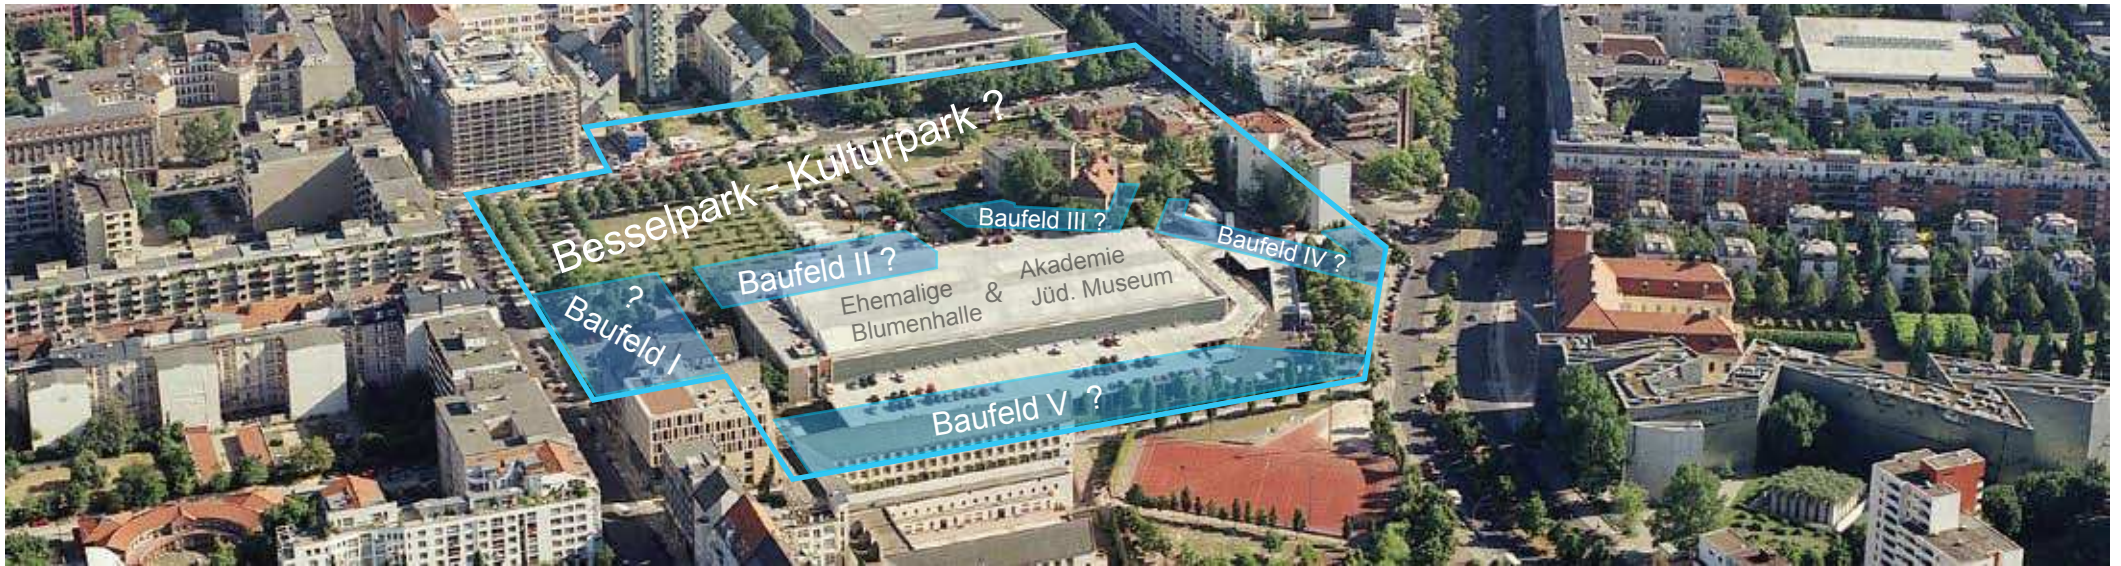 Besselpark - Kulturpark ?
Baufeld III ?
Baufeld IV ?
Baufeld II ?
Ehemalige
Blumenhalle
&
Akademie
Jüd. Museum
?
Baufeld I
Baufeld V ?